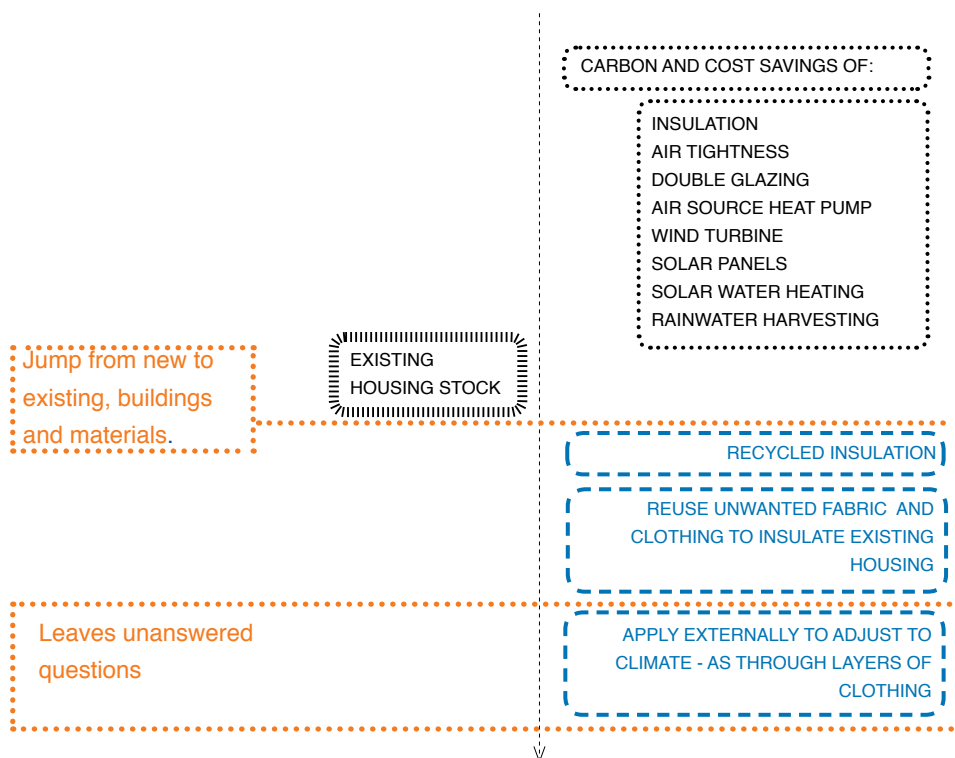 CARBON AND COST SAVINGS OF:
INSULATION
AIR TIGHTNESS
DOUBLE GLAZING
AIR SOURCE HEAT PUMP
WIND TURBINE
SOLAR PANELS
SOLAR WATER HEATING
RAINWATER HARVESTING
EXISTING
HOUSING STOCK
Jump from new to
existing, buildings
and materials.
RECYCLED INSULATION
REUSE UNWANTED FABRIC AND
CLOTHING TO INSULATE EXISTING
HOUSING
Leaves unanswered
questions
APPLY EXTERNALLY TO ADJUST TO
CLIMATE - AS THROUGH LAYERS OF
CLOTHING